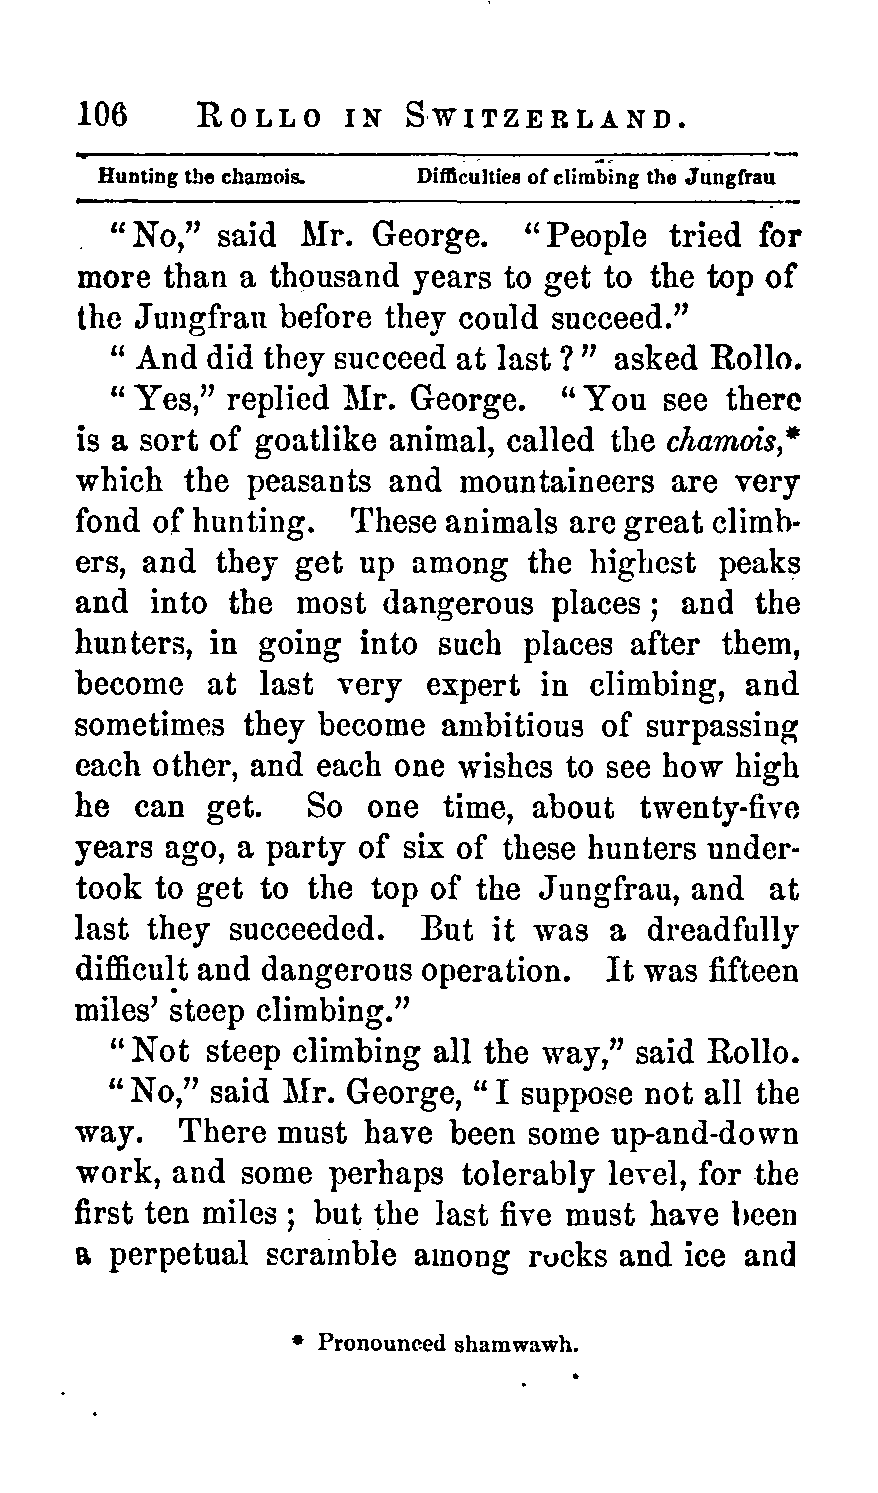 106 ROLLO IN SWITZERLAND.
Hunting the chamois. Difficulties of climbing the Jungfrau
“No,” said Mr. George. “People tried for
more than a thousand years to get to the top of
the Jungfrau before they could succeed.”
“And did they succeed at last?” asked Rollo.
“Yes,” replied Mr. George. “You see there
is a sort of goatlike animal, called the chamois,*
which the peasants and mountaineers are very
fond of hunting. These animals are great climb-
ers, and they get up among the highest peaks
and into the most dangerous places; and the
hunters, in going into such places after them,
become at last very expert in climbing, and
sometimes they become ambitious of surpassing
each other, and each one wishes to see how high
he can get. So one time, about twenty-five
years ago, a party of six of these hunters under-
took to get to the top of the Jungfrau, and at
last they succeeded. But it was a dreadfully
difficult and dangerous operation. It was fifteen
miles’ steep climbing.”
“Not steep climbing all the way,” said Rollo.
“No,” said Mr. George, “I suppose not all the
way. There must have been some up-and-down
work, and some perhaps tolerably level, for the
first ten miles; but the last five must have been
a perpetual scramble among rocks and ice and
* Pronounced shamwawh.